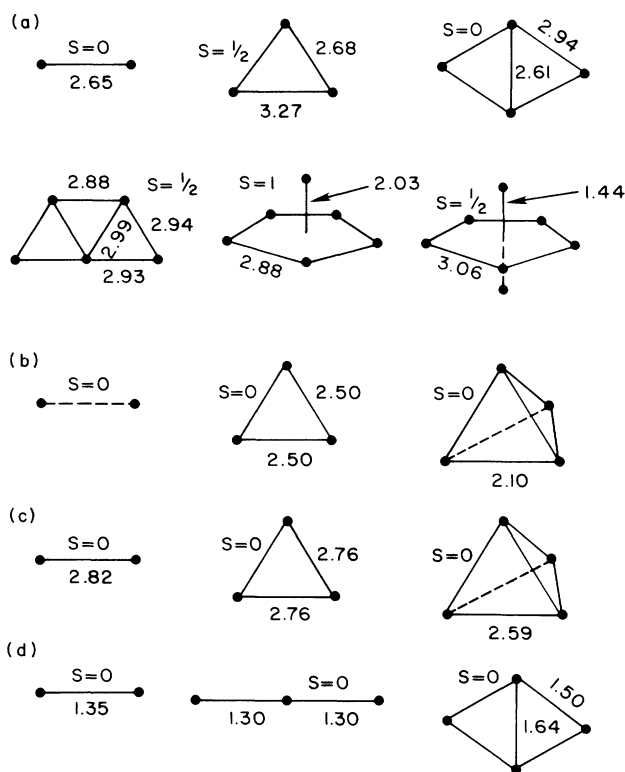 (a)
S=0
2.65
S=½
2.68
3.27
S=0
2.94
2.61
2.88
S=½
2.99
2.94
2.93
S=1
2.03
2.88
S=½
1.44
3.06
(b)
S=0
S=0
2.50
2.50
S=0
2.10
(c)
S=0
2.82
S=0
2.76
2.76
S=0
2.59
(d)
S=0
1.35
S=0
1.30 1.30
S=0
1.50
1.64